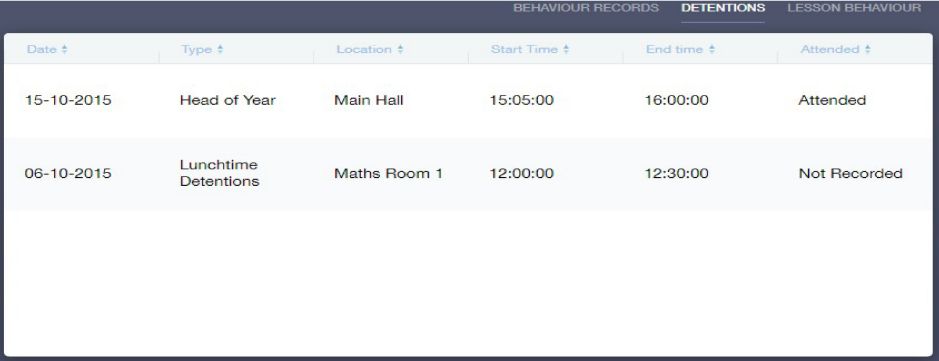 BEHAVIOUR RECORDS DETENTIONS LESSON BEHAVIOUR
Date Type Location Start Time End time Attended
15-10-2015 Head of Year Main Hall 15:05:00 16:00:00 Attended
06-10-2015 Lunchtime Detentions Maths Room 1 12:00:00 12:30:00 Not Recorded